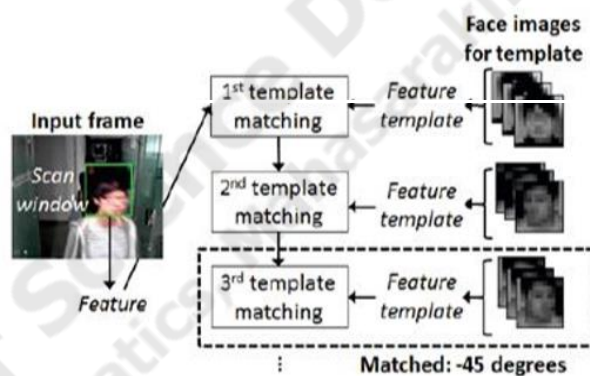 Face images
for template
Input frame
Scan
window
Feature
1st template
matching
Feature
template
2nd template
matching
Feature
template
3rd template
matching
Feature
template
Matched: -45 degrees